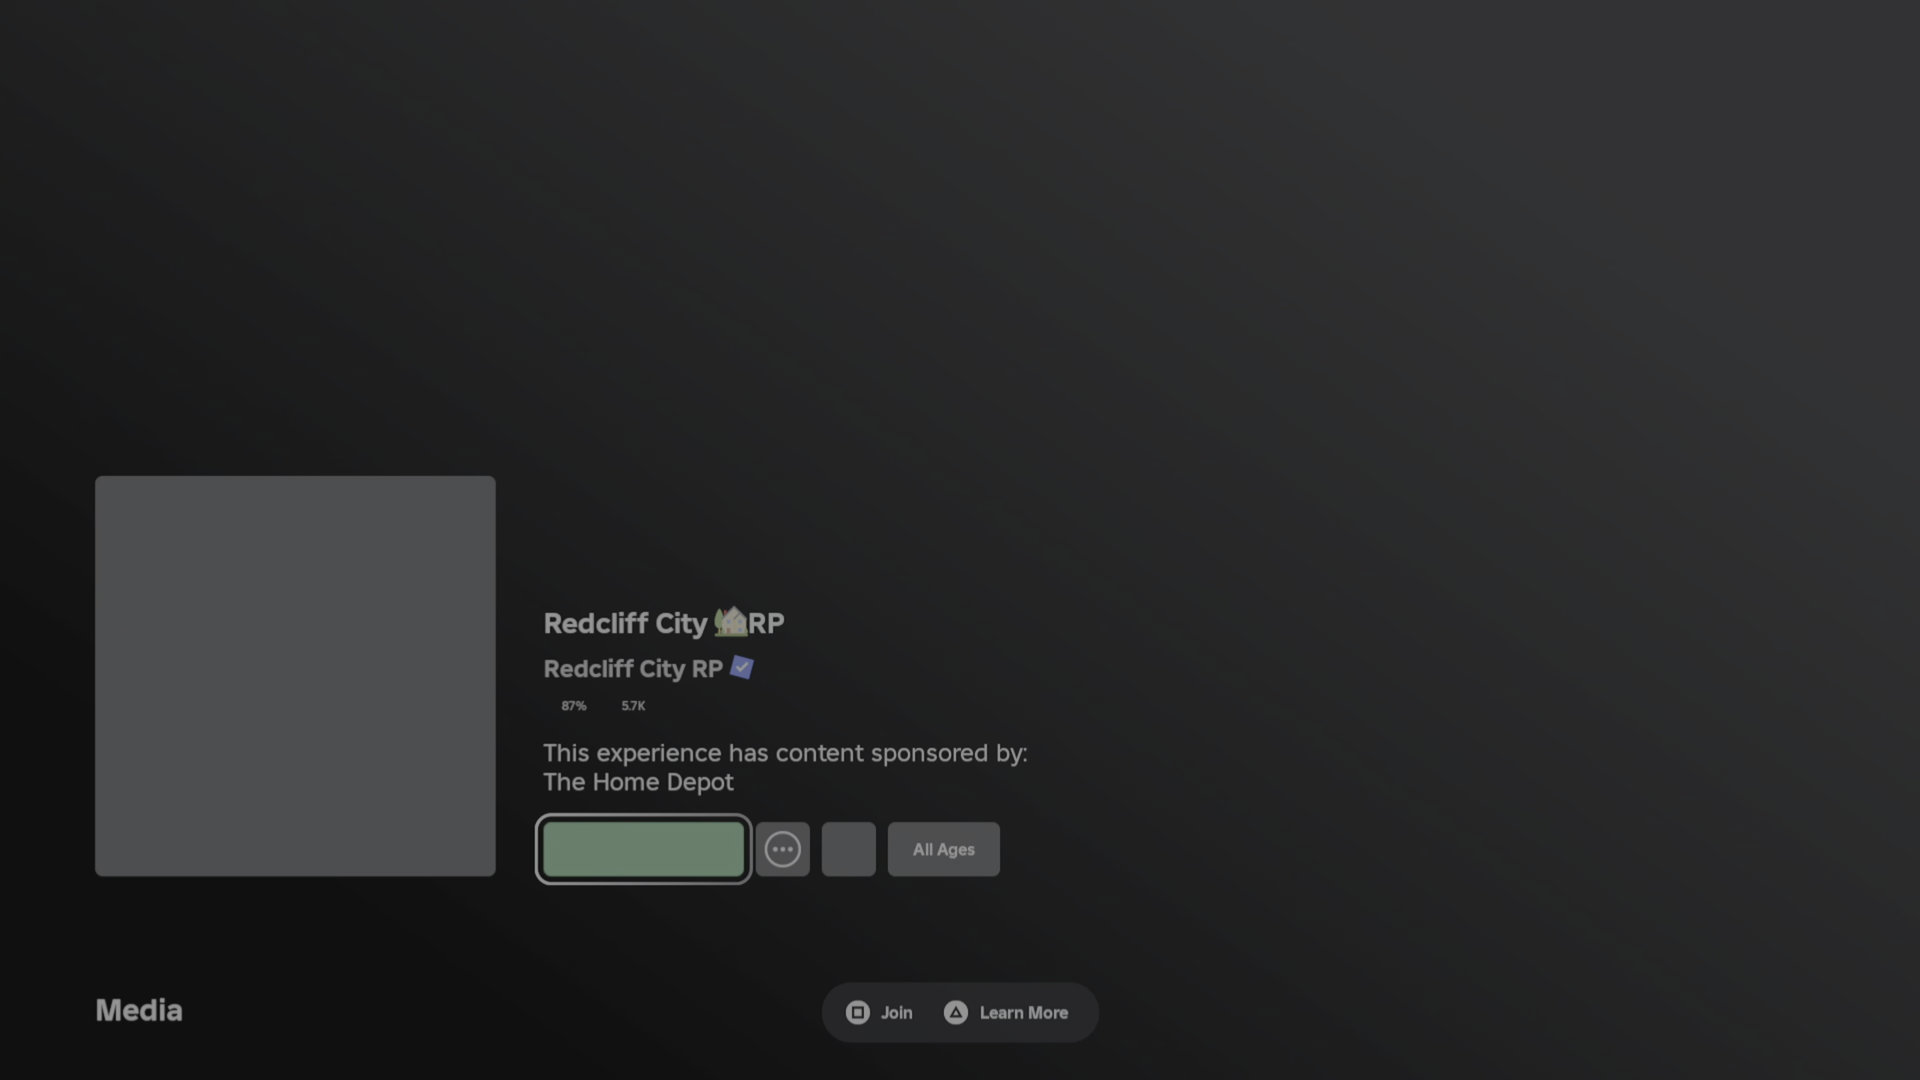 Redcliff City 🏡RP
Redcliff City RP
87% 5.7K
This experience has content sponsored by:
The Home Depot
All Ages
Media
Join Learn More